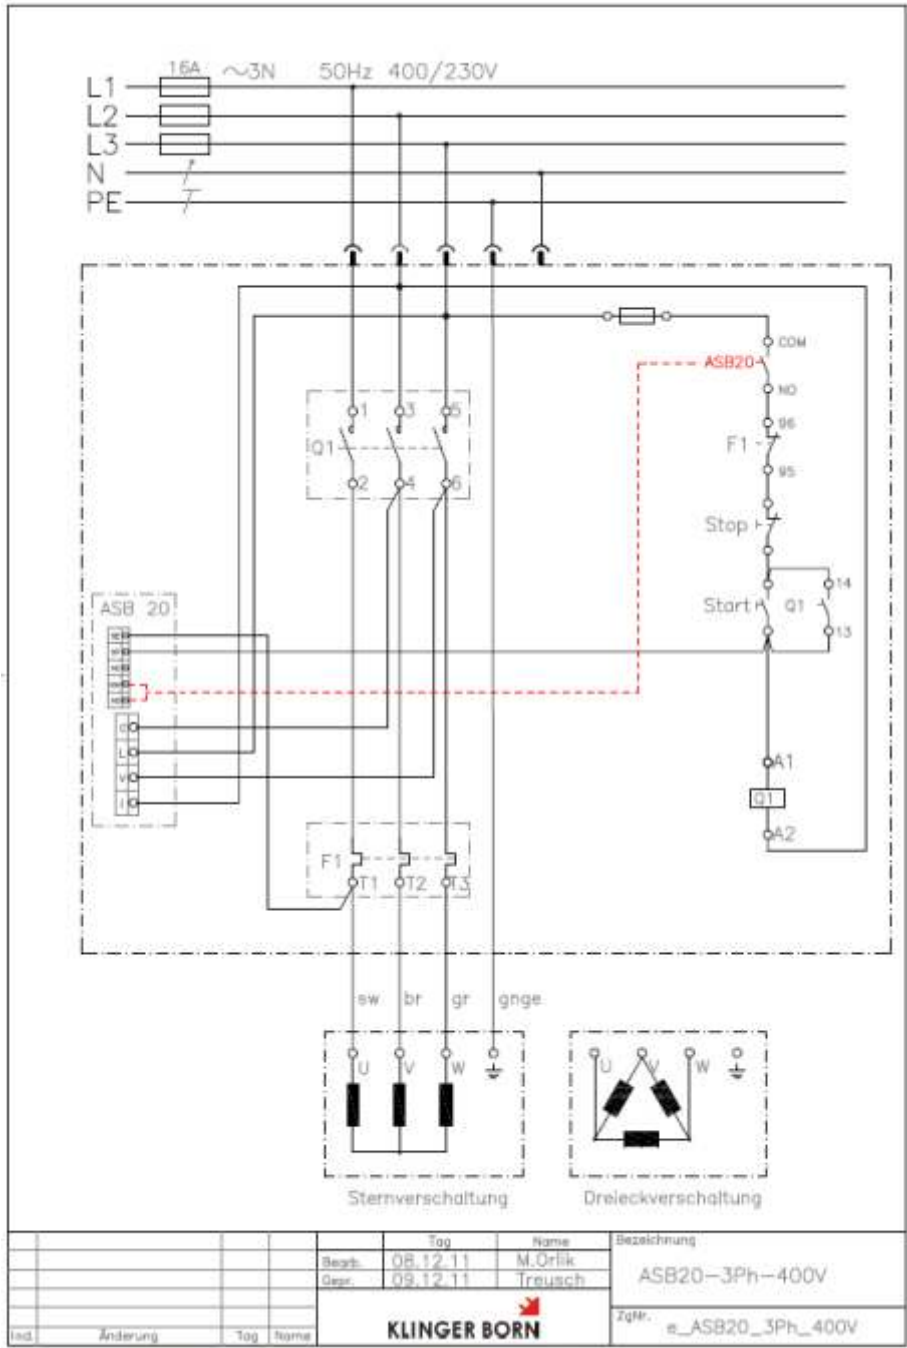 16A ~3N 50Hz 400/230V
L1
L2
L3
N
PE
COM
ASB20
NO
1 3 5
96
Q1
F1
2 4 6
95
Stop
14
ASB 20
Start Q1
13
L
V
A1
Q1
A2
F1
T1 T2 T3
sw br gr gnge
U V W
U V W
Sternverschaltung
Dreieckverschaltung
Tag Name
Bearb. 08.12.11 M.Orlik
Gepr. 09.12.11 Treusch
Bezeichnung
ASB20-3Ph-400V
KLINGER BORN
ZgNr.
e_ASB20_3Ph_400V
Ind. Änderung Tag Name